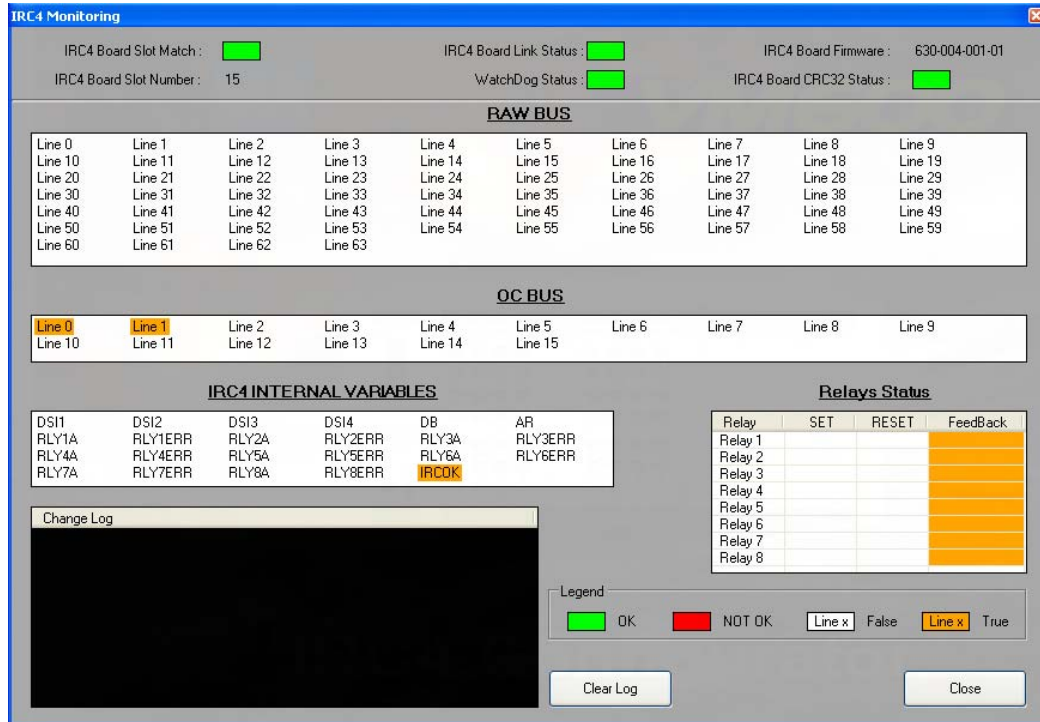 IRC4 Monitoring
IRC4 Board Slot Match : IRC4 Board Link Status : IRC4 Board Firmware : 630-004-001-01
IRC4 Board Slot Number : 15 WatchDog Status : IRC4 Board CRC32 Status :
RAW BUS
Line 0 Line 1 Line 2 Line 3 Line 4 Line 5 Line 6 Line 7 Line 8 Line 9
Line 10 Line 11 Line 12 Line 13 Line 14 Line 15 Line 16 Line 17 Line 18 Line 19
Line 20 Line 21 Line 22 Line 23 Line 24 Line 25 Line 26 Line 27 Line 28 Line 29
Line 30 Line 31 Line 32 Line 33 Line 34 Line 35 Line 36 Line 37 Line 38 Line 39
Line 40 Line 41 Line 42 Line 43 Line 44 Line 45 Line 46 Line 47 Line 48 Line 49
Line 50 Line 51 Line 52 Line 53 Line 54 Line 55 Line 56 Line 57 Line 58 Line 59
Line 60 Line 61 Line 62 Line 63
OC BUS
Line 0 Line 1 Line 2 Line 3 Line 4 Line 5 Line 6 Line 7 Line 8 Line 9
Line 10 Line 11 Line 12 Line 13 Line 14 Line 15
IRC4 INTERNAL VARIABLES
DSI1 DSI2 DSI3 DSI4 DB AR
RLY1A RLY1ERR RLY2A RLY2ERR RLY3A RLY3ERR
RLY4A RLY4ERR RLY5A RLY5ERR RLY6A RLY6ERR
RLY7A RLY7ERR RLY8A RLY8ERR IRCOK
Relays Status
Relay SET RESET FeedBack
Relay 1
Relay 2
Relay 3
Relay 4
Relay 5
Relay 6
Relay 7
Relay 8
Change Log
Legend
OK NOT OK Line x False Line x True
Clear Log Close